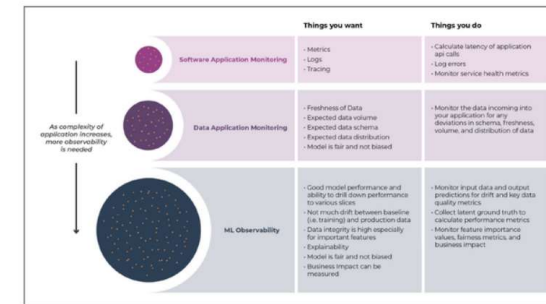 Things you want
Things you do
As complexity of
application increases,
more observability
is needed
Software Application Monitoring
- Metrics
- Logs
- Tracing
- Calculate latency of application
api calls
- Log errors
- Monitor service health metrics
Data Application Monitoring
- Freshness of Data
- Expected data volume
- Expected data schema
- Expected data distribution
- Model is fair and not biased
- Monitor the data incoming into
your application for any
deviations in schema, freshness,
volume, and distribution of data
ML Observability
- Good model performance and
ability to drill down performance
to various slices
- Not much drift between baseline
(i.e. training) and production data
- Data integrity is high especially
for important features
- Explainability
- Model is fair and not biased
- Business Impact can be
measured
- Monitor input data and output
predictions for drift and key data
quality metrics
- Collect latent ground truth to
calculate performance metrics
- Monitor feature importance
values, fairness metrics, and
business impact